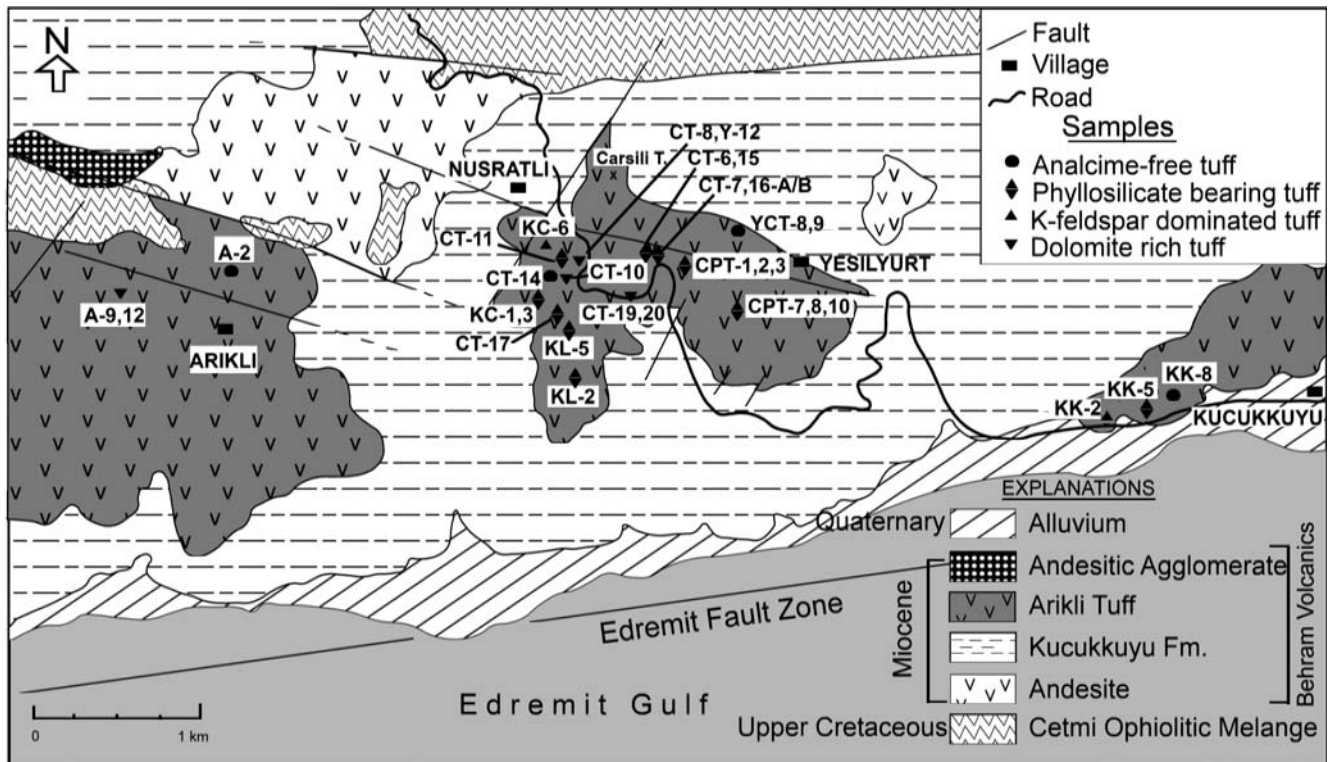 N
Fault
Village
Road
Samples
Analcime-free tuff
Phyllosilicate bearing tuff
K-feldspar dominated tuff
Dolomite rich tuff
CT-8,Y-12
CT-6,15
CT-7,16-A/B
Carsili T.
x
NUSRATLI
KC-6
YCT-8,9
CT-11
A-2
CT-14
CT-10
CPT-1,2,3
YESILYURT
A-9,12
KC-1,3
CT-19,20
CPT-7,8,10
ARIKLI
CT-17
KL-5
KL-2
KK-8
KK-5
KK-2
KUCUKKUYU
EXPLANATIONS
Quaternary
Alluvium
Andesitic Agglomerate
Arikli Tuff
Kucukkuyu Fm.
Andesite
Miocene
Behram Volcanics
Upper Cretaceous
Cetmi Ophiolitic Melange
Edremit Fault Zone
Edremit Gulf
0
1 km